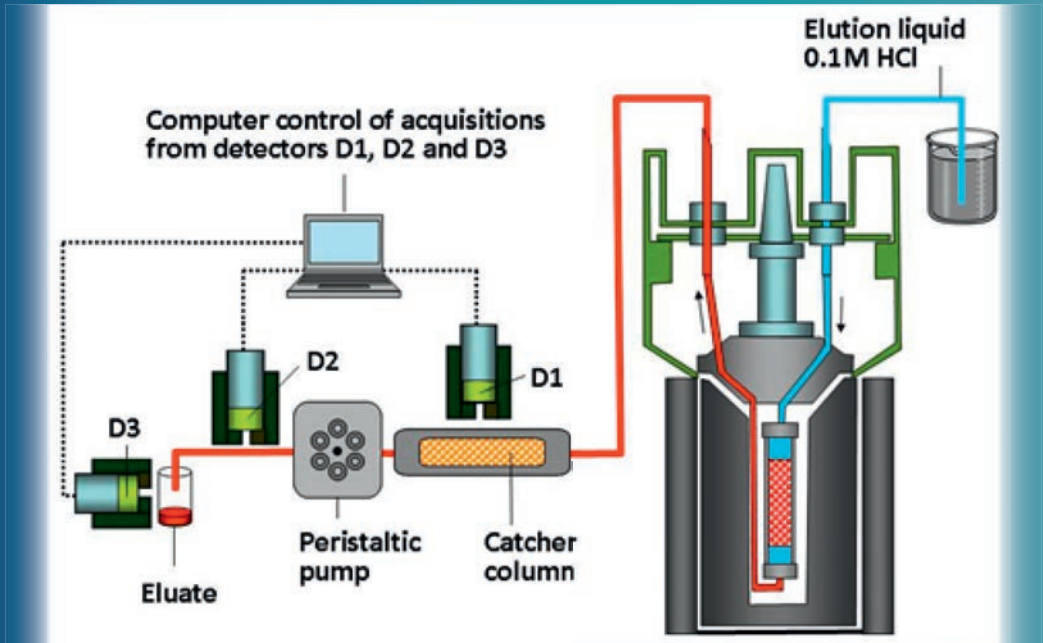 Elution liquid
0.1M HCl
Computer control of acquisitions
from detectors D1, D2 and D3
D2
D1
D3
Peristaltic
pump
Catcher
column
Eluate